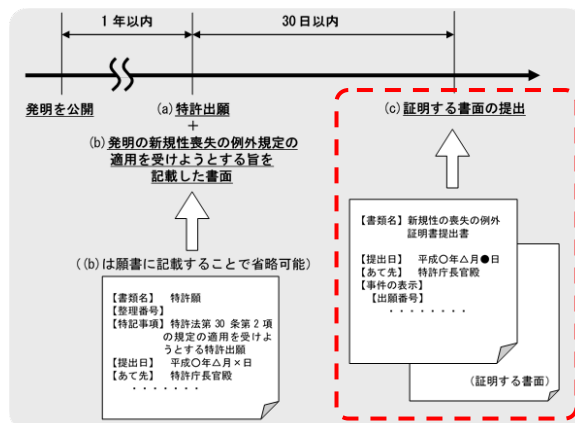 1年以内
30日以内
発明を公開
(a)特許出願
+
(b)発明の新規性喪失の例外規定の
適用を受けようとする旨を
記載した書面
(c)証明する書面の提出
((b)は願書に記載することで省略可能)
【書類名】 特許願
【整理番号】
【特記事項】 特許法第30条第2項
の規定の適用を受けよ
うとする特許出願
【提出日】 平成〇年△月×日
【あて先】 特許庁長官殿
・・・・・・・
【書類名】新規性の喪失の例外
証明書提出書
【提出日】 平成〇年△月●日
【あて先】 特許庁長官殿
【事件の表示】
【出願番号】
・・・・・・・・
(証明する書面)